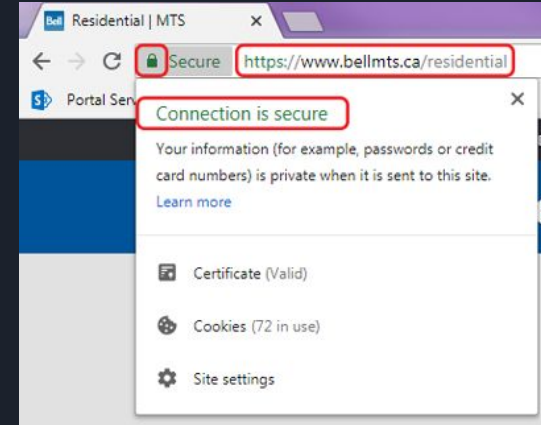 Bell Residential | MTS
Secure https://www.bellmts.ca/residential
S Portal Serv
Connection is secure
Your information (for example, passwords or credit
card numbers) is private when it is sent to this site.
Learn more
Certificate (Valid)
Cookies (72 in use)
Site settings